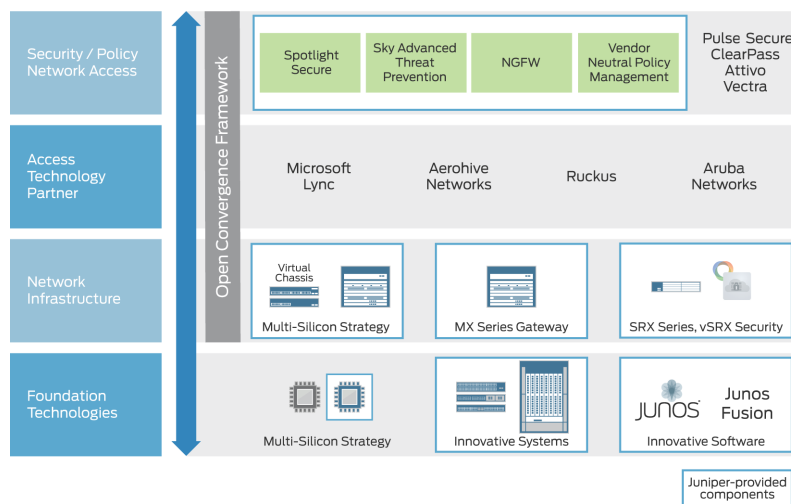 Security / Policy
Network Access
Open Convergence Framework
Spotlight
Secure
Sky Advanced
Threat
Prevention
NGFW
Vendor
Neutral Policy
Management
Pulse Secure
ClearPass
Attivo
Vectra
Access
Technology
Partner
Microsoft
Lync
Aerohive
Networks
Ruckus
Aruba
Networks
Network
Infrastructure
Virtual
Chassis
Multi-Silicon Strategy
MX Series Gateway
SRX Series, vSRX Security
Foundation
Technologies
Multi-Silicon Strategy
Innovative Systems
JUNOS
Junos
Fusion
Innovative Software
Juniper-provided
components